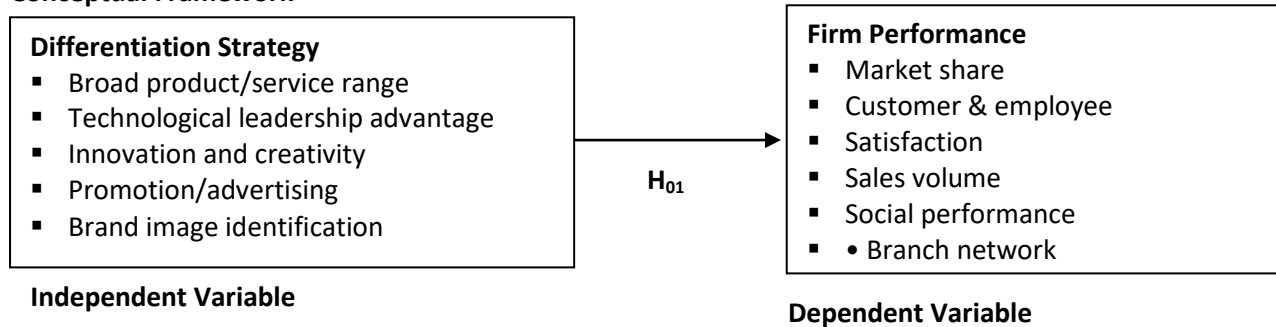 Conceptual Framework
Differentiation Strategy
▪ Broad product/service range
▪ Technological leadership advantage
▪ Innovation and creativity
▪ Promotion/advertising
▪ Brand image identification
Independent Variable
H01
Firm Performance
▪ Market share
▪ Customer & employee
▪ Satisfaction
▪ Sales volume
▪ Social performance
▪ • Branch network
Dependent Variable